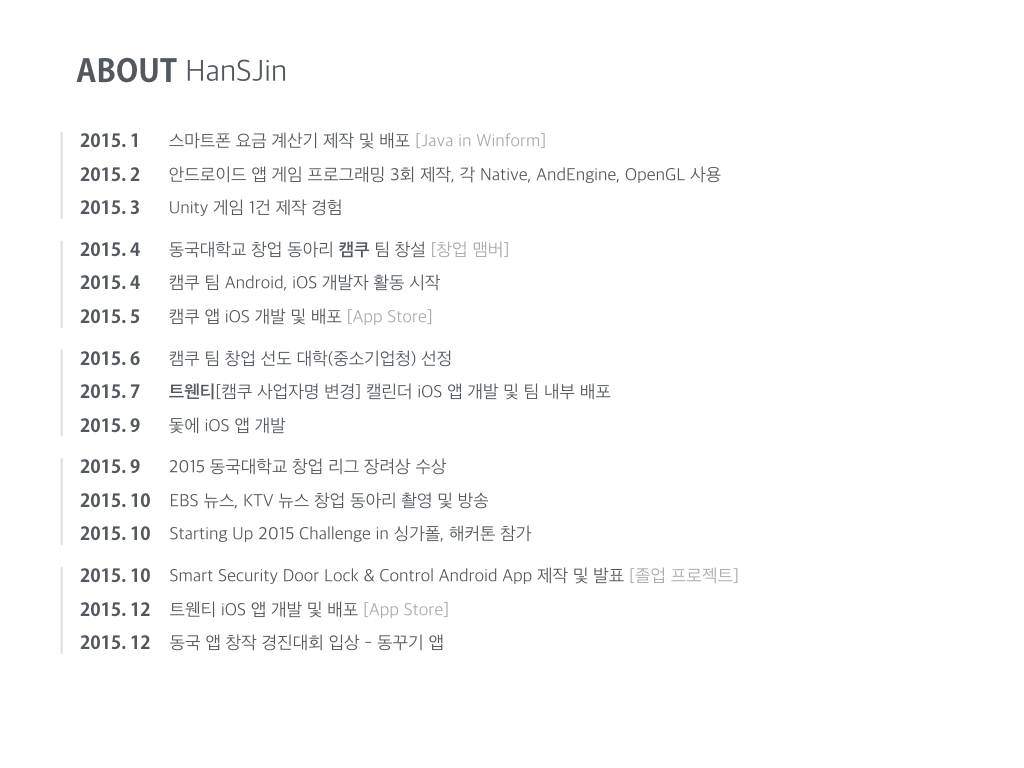 ABOUT HanSJin
2015. 1 스마트폰 요금 계산기 제작 및 배포 [Java in Winform]
2015. 2 안드로이드 앱 게임 프로그래밍 3회 제작, 각 Native, AndEngine, OpenGL 사용
2015. 3 Unity 게임 1건 제작 경험
2015. 4 동국대학교 창업 동아리 캠쿠 팀 창설 [창업 맴버]
2015. 4 캠쿠 팀 Android, iOS 개발자 활동 시작
2015. 5 캠쿠 앱 iOS 개발 및 배포 [App Store]
2015. 6 캠쿠 팀 창업 선도 대학(중소기업청) 선정
2015. 7 트웬티[캠쿠 사업자명 변경] 캘린더 iOS 앱 개발 및 팀 내부 배포
2015. 9 돛에 iOS 앱 개발
2015. 9 2015 동국대학교 창업 리그 장려상 수상
2015. 10 EBS 뉴스, KTV 뉴스 창업 동아리 촬영 및 방송
2015. 10 Starting Up 2015 Challenge in 싱가폴, 해커톤 참가
2015. 10 Smart Security Door Lock & Control Android App 제작 및 발표 [졸업 프로젝트]
2015. 12 트웬티 iOS 앱 개발 및 배포 [App Store]
2015. 12 동국 앱 창작 경진대회 입상 - 동꾸기 앱